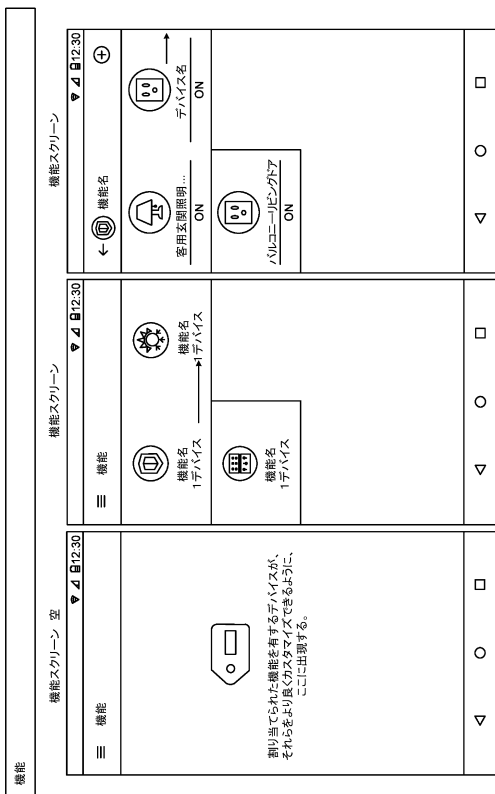 機能
機能スクリーン 空
12:30
機能
割り当てられた機能を有するデバイスが、
それらをより良くカスタマイズできるように、
ここに出現する。
機能スクリーン
12:30
機能
機能名
1デバイス
機能名
1デバイス
機能名
1デバイス
機能スクリーン
12:30
機能名
客用玄関照明...
ON
デバイス名
ON
バルコニーリビングドア
ON